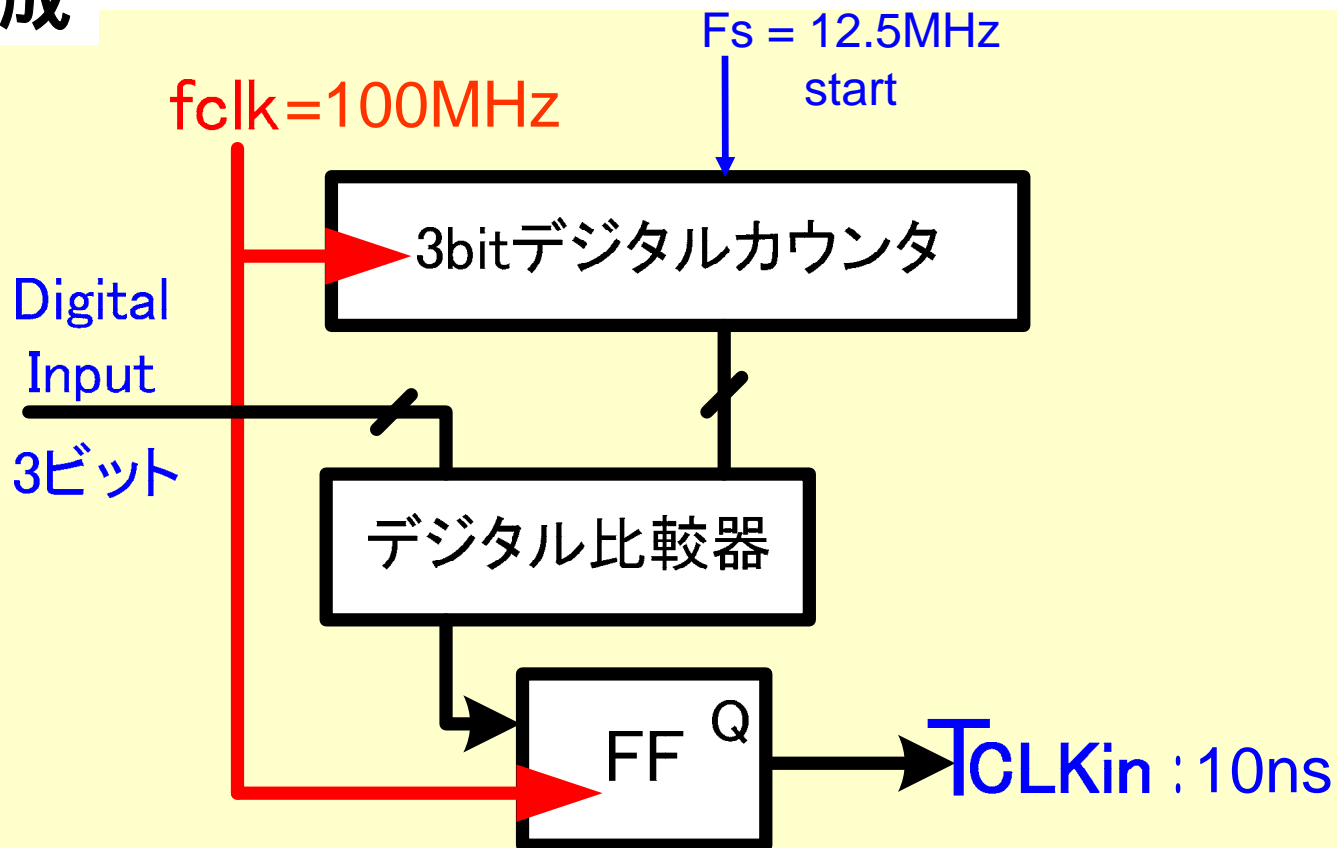 成
Fs = 12.5MHz
start
fclk=100MHz
3bitデジタルカウンタ
Digital
Input
3ビット
デジタル比較器
FF
Q
TCLKin : 10ns